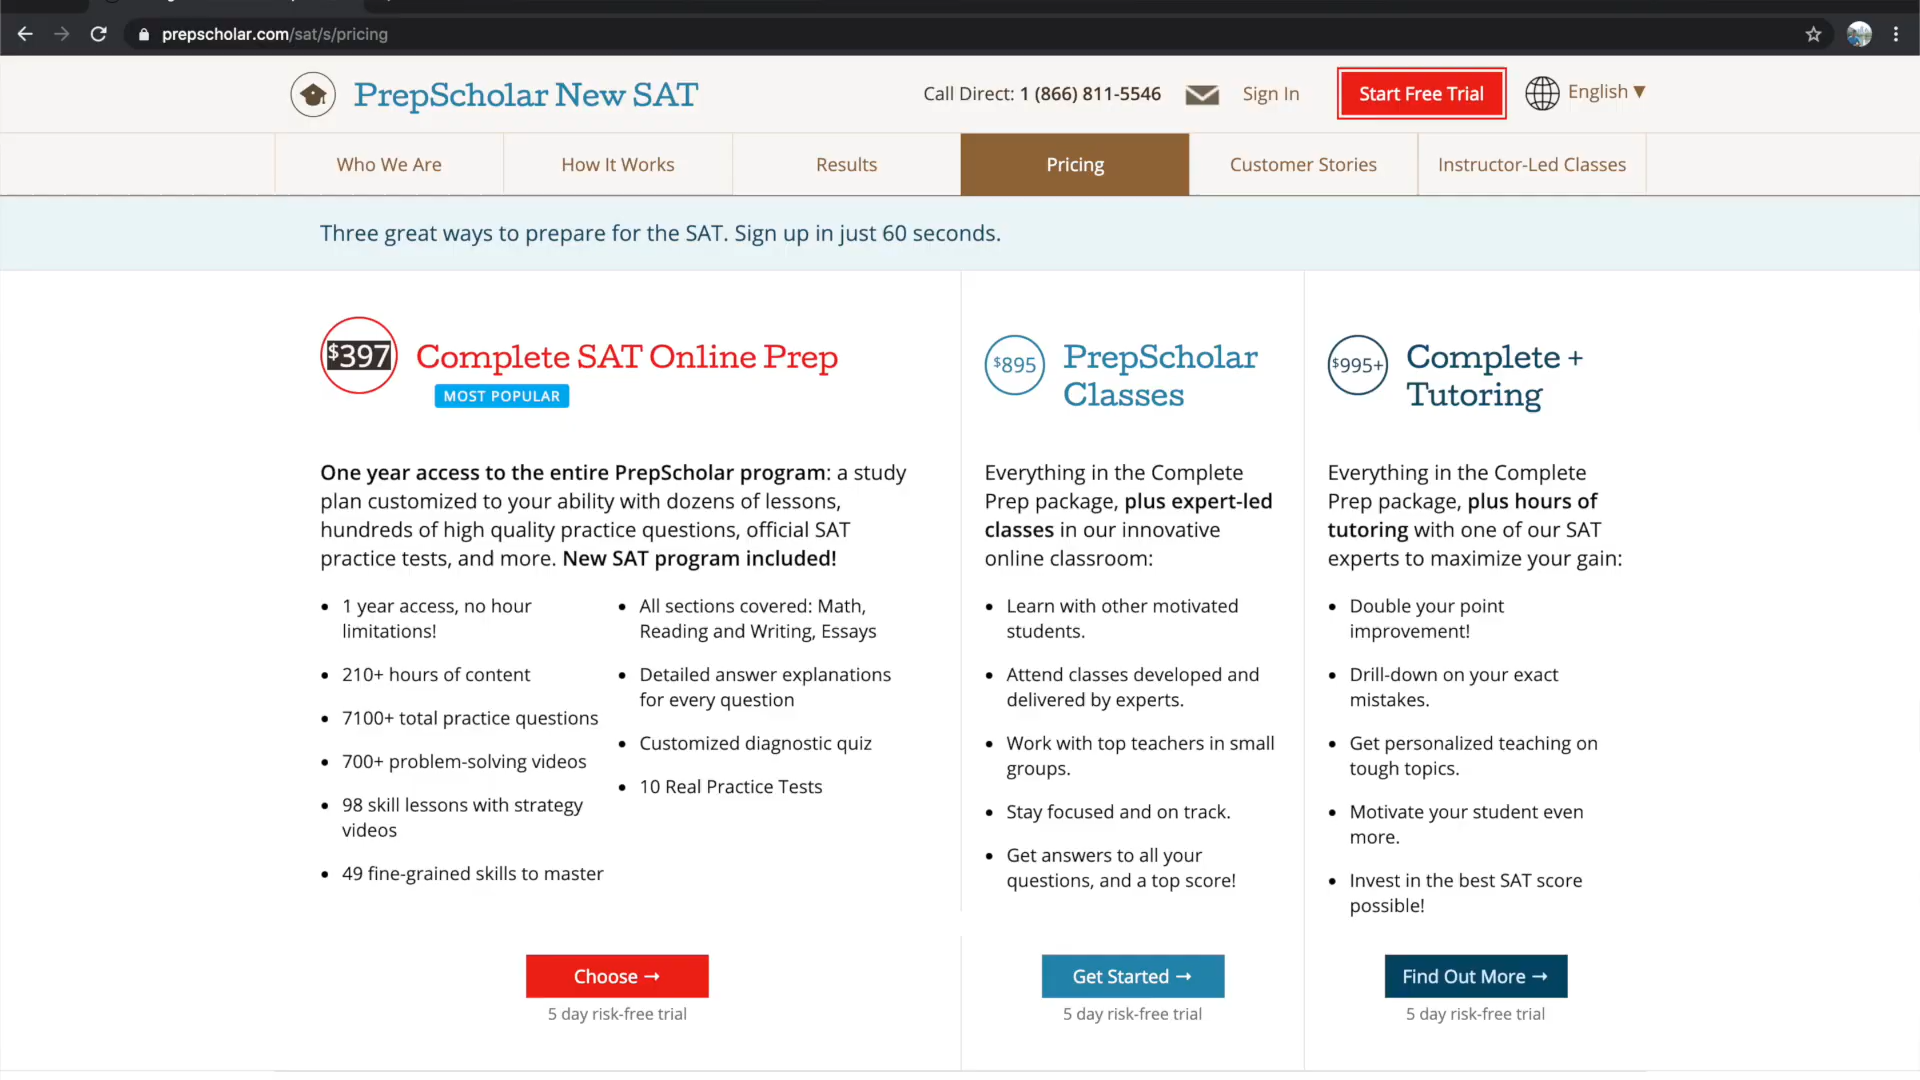 prepscholar.com/sat/s/pricing
PrepScholar New SAT
Call Direct: 1 (866) 811-5546
Sign In
Start Free Trial
English ▼
Who We Are
How It Works
Results
Pricing
Customer Stories
Instructor-Led Classes
Three great ways to prepare for the SAT. Sign up in just 60 seconds.
$397
Complete SAT Online Prep
MOST POPULAR
One year access to the entire PrepScholar program: a study
plan customized to your ability with dozens of lessons,
hundreds of high quality practice questions, official SAT
practice tests, and more. New SAT program included!
• 1 year access, no hour
limitations!
• 210+ hours of content
• 7100+ total practice questions
• 700+ problem-solving videos
• 98 skill lessons with strategy
videos
• 49 fine-grained skills to master
• All sections covered: Math,
Reading and Writing, Essays
• Detailed answer explanations
for every question
• Customized diagnostic quiz
• 10 Real Practice Tests
Choose →
5 day risk-free trial
$895
PrepScholar
Classes
Everything in the Complete
Prep package, plus expert-led
classes in our innovative
online classroom:
• Learn with other motivated
students.
• Attend classes developed and
delivered by experts.
• Work with top teachers in small
groups.
• Stay focused and on track.
• Get answers to all your
questions, and a top score!
Get Started →
5 day risk-free trial
$995+
Complete +
Tutoring
Everything in the Complete
Prep package, plus hours of
tutoring with one of our SAT
experts to maximize your gain:
• Double your point
improvement!
• Drill-down on your exact
mistakes.
• Get personalized teaching on
tough topics.
• Motivate your student even
more.
• Invest in the best SAT score
possible!
Find Out More →
5 day risk-free trial